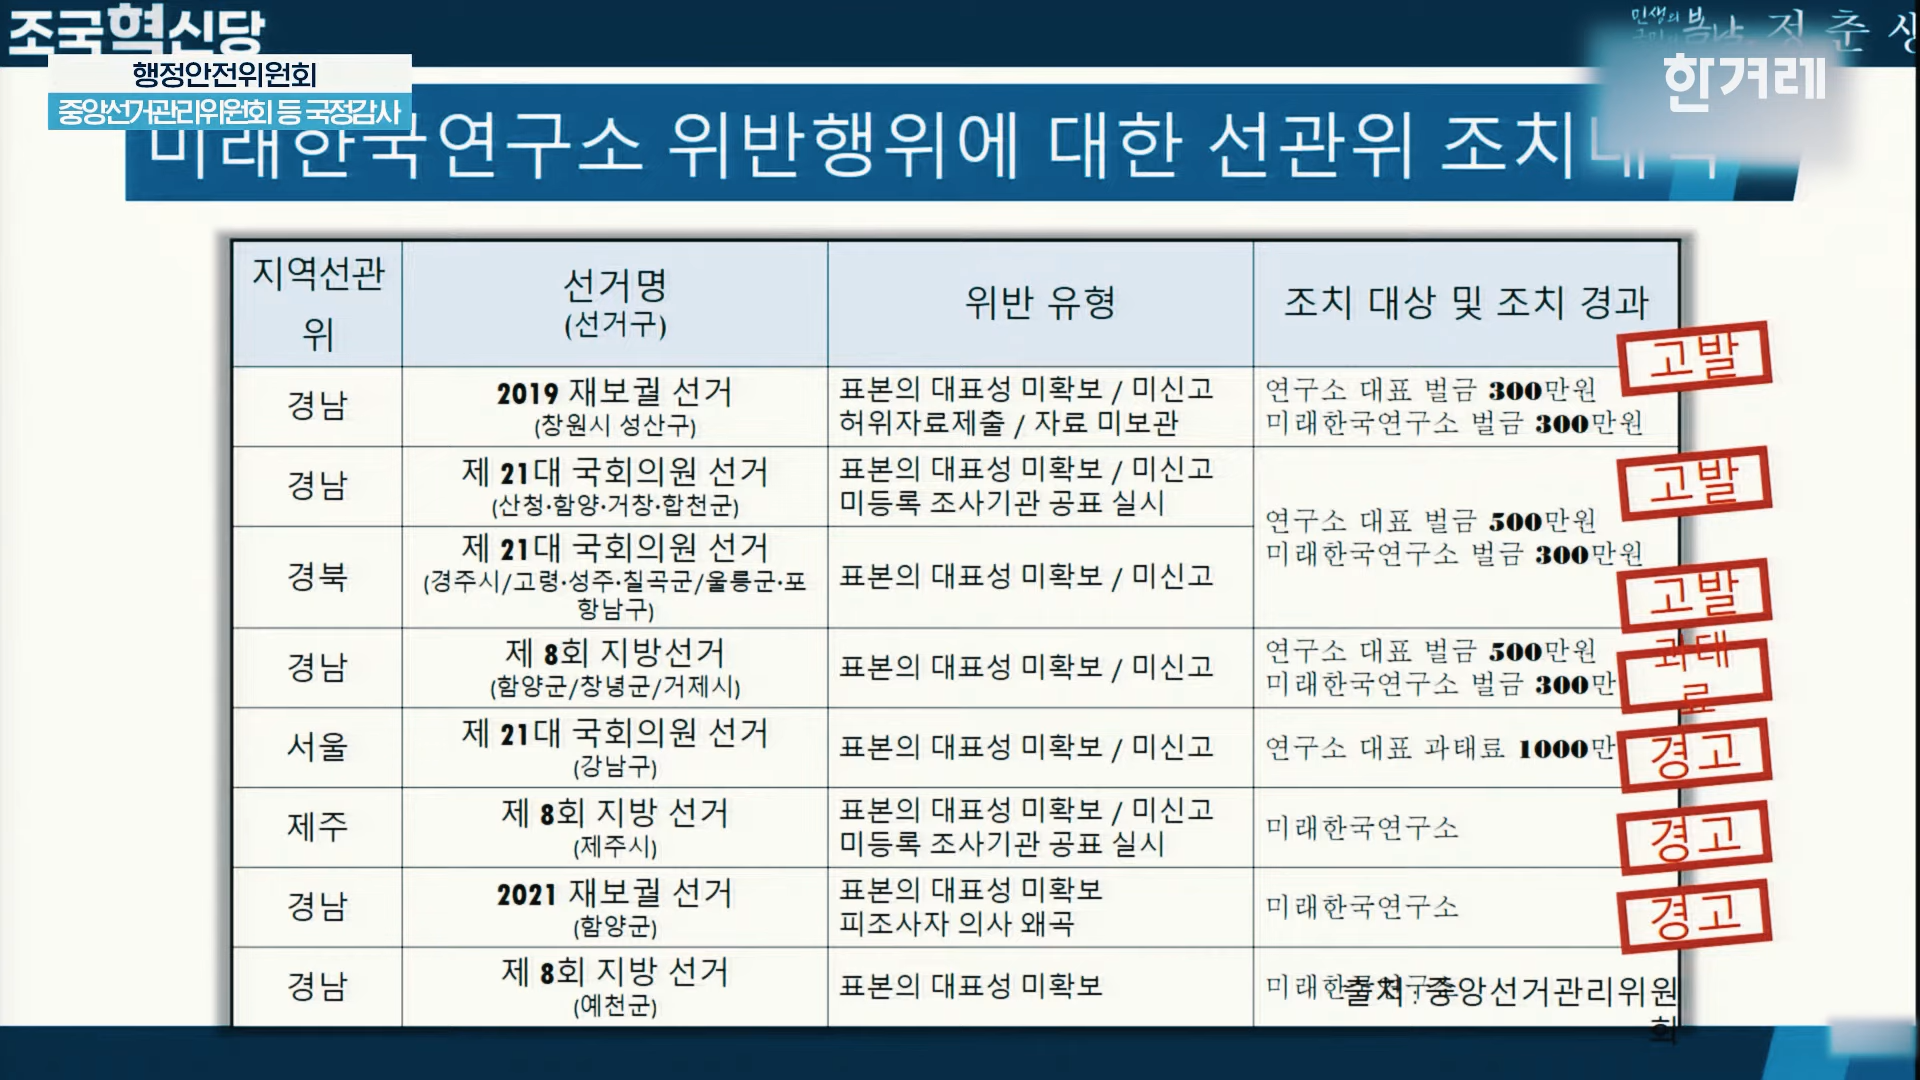 조국혁신당
민생의 봄날 정춘생
행정안전위원회
중앙선거관리위원회 등 국정감사
한겨레
미래한국연구소 위반행위에 대한 선관위 조치내역
지역선관위
선거명
(선거구)
위반 유형
조치 대상 및 조치 경과
고발
경남
2019 재보궐 선거
(창원시 성산구)
표본의 대표성 미확보 / 미신고
허위자료제출 / 자료 미보관
연구소 대표 벌금 300만원
미래한국연구소 벌금 300만원
경남
제 21대 국회의원 선거
(산청·함양·거창·합천군)
표본의 대표성 미확보 / 미신고
미등록 조사기관 공표 실시
연구소 대표 벌금 500만원
미래한국연구소 벌금 300만원
고발
경북
제 21대 국회의원 선거
(경주시/고령·성주·칠곡군/울릉군·포
항남구)
표본의 대표성 미확보 / 미신고
고발
경남
제 8회 지방선거
(함양군/창녕군/거제시)
표본의 대표성 미확보 / 미신고
연구소 대표 벌금 500만원
미래한국연구소 벌금 300만
과태
료
서울
제 21대 국회의원 선거
(강남구)
표본의 대표성 미확보 / 미신고
연구소 대표 과태료 1000만
경고
제주
제 8회 지방 선거
(제주시)
표본의 대표성 미확보 / 미신고
미등록 조사기관 공표 실시
미래한국연구소
경고
경남
2021 재보궐 선거
(함양군)
표본의 대표성 미확보
피조사자 의사 왜곡
미래한국연구소
경고
경남
제 8회 지방 선거
(예천군)
표본의 대표성 미확보
미래한국연구소
출처 : 중앙선거관리위원
회